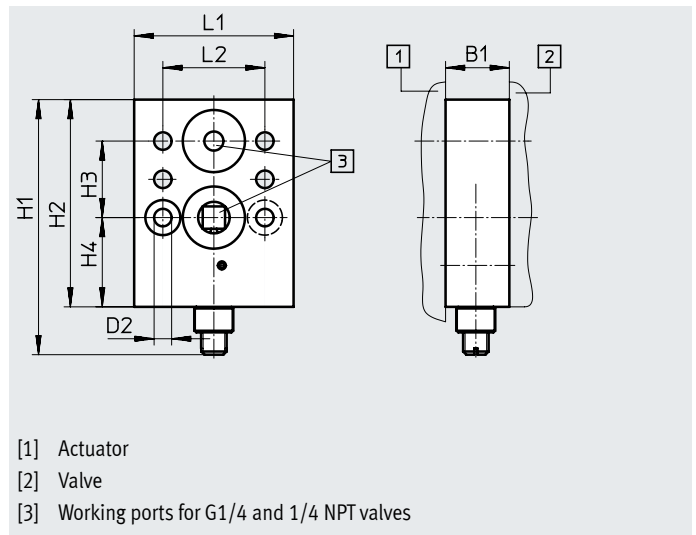 L1
L2
B1
1
2
3
H1
H2
H3
H4
D2
[1] Actuator
[2] Valve
[3] Working ports for G1/4 and 1/4 NPT valves